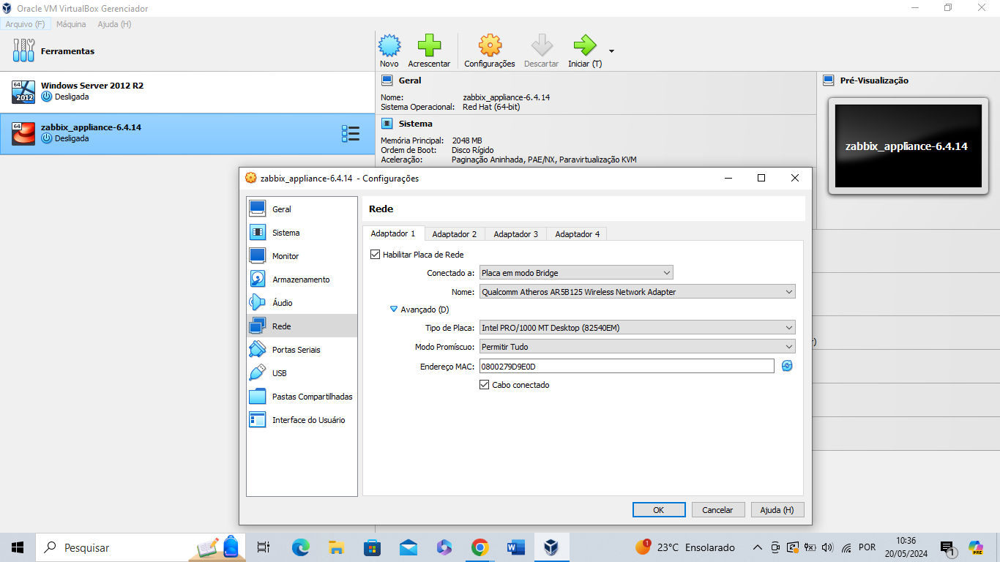 Oracle VM VirtualBox Gerenciador
Arquivo (F) Máquina Ajuda (H)
Ferramentas
Novo Acrescentar Configurações Descartar Iniciar (T)
64
2012
Windows Server 2012 R2
Desligada
64
zabbix_appliance-6.4.14
Desligada
Geral
Nome: zabbix_appliance-6.4.14
Sistema Operacional: Red Hat (64-bit)
Sistema
Memória Principal: 2048 MB
Ordem de Boot: Disco Rígido
Aceleração: Paginação Aninhada, PAE/NX, Paravirtualização KVM
Pré-Visualização
zabbix_appliance-6.4.14
zabbix_appliance-6.4.14 - Configurações
Geral
Sistema
Monitor
Armazenamento
Áudio
Rede
Portas Seriais
USB
Pastas Compartilhadas
Interface do Usuário
Rede
Adaptador 1 Adaptador 2 Adaptador 3 Adaptador 4
Habilitar Placa de Rede
Conectado a: Placa em modo Bridge
Nome: Qualcomm Atheros AR5B125 Wireless Network Adapter
Avançado (D)
Tipo de Placa: Intel PRO/1000 MT Desktop (82540EM)
Modo Promíscuo: Permitir Tudo
Endereço MAC: 0800279D9E0D
Cabo conectado
)
OK Cancelar Ajuda (H)
Pesquisar
W
1
23°C Ensolarado
POR
10:36
20/05/2024
1
PRE